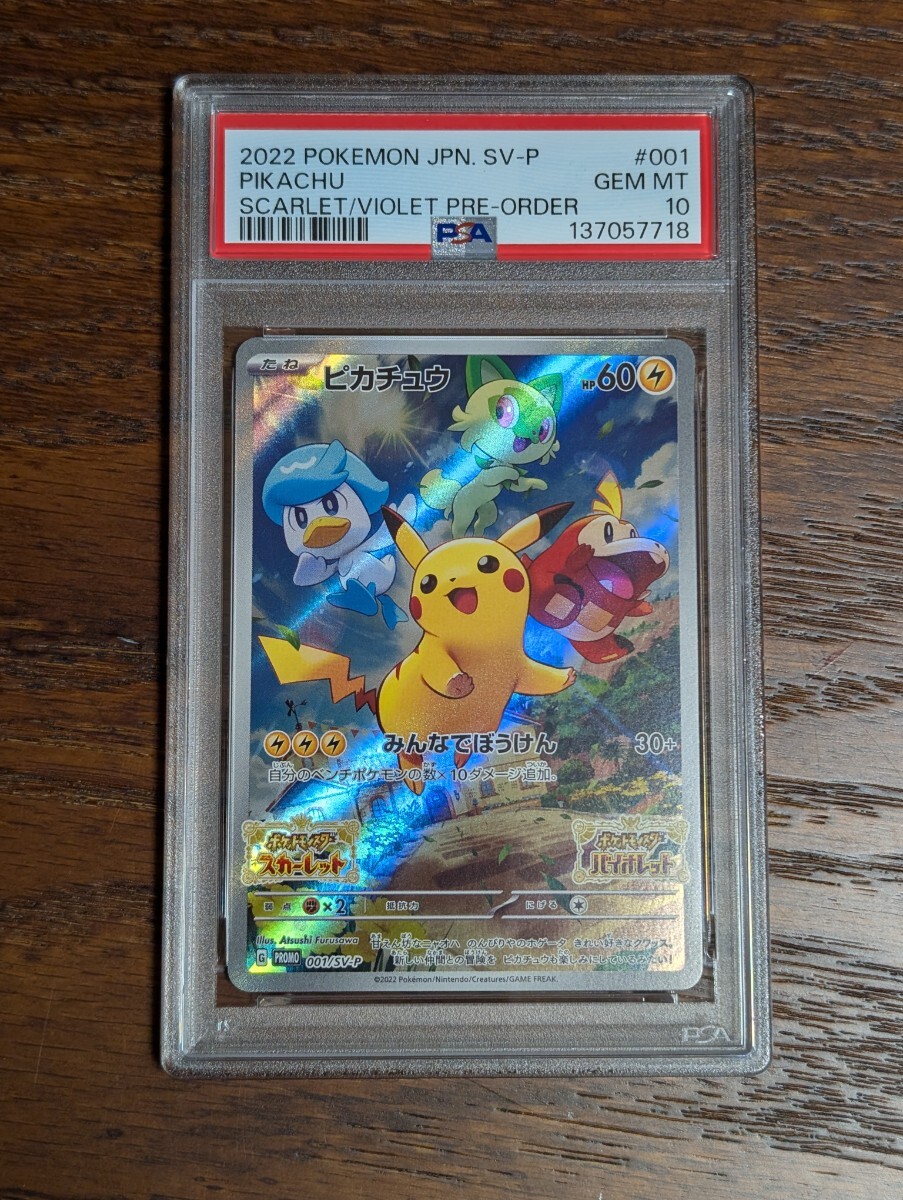 2022 POKEMON JPN. SV-P #001
PIKACHU GEM MT
SCARLET/VIOLET PRE-ORDER 10
PSA 137057718
たね ピカチュウ HP60
みんなでぼうけん 30+
自分のベンチポケモンの数×10ダメージ追加。
ポケットモンスター スカーレット
ポケットモンスター バイオレット
弱点 ×2 抵抗力 にげる
Illus. Atsushi Furusawa
甘えん坊なニャオハ のんびりやのホゲータ きれい好きなクワッス。
新しい仲間との冒険を ピカチュウも楽しみにしているみたい!
G PROMO 001/SV-P
©2022 Pokémon/Nintendo/Creatures/GAME FREAK.
PSA